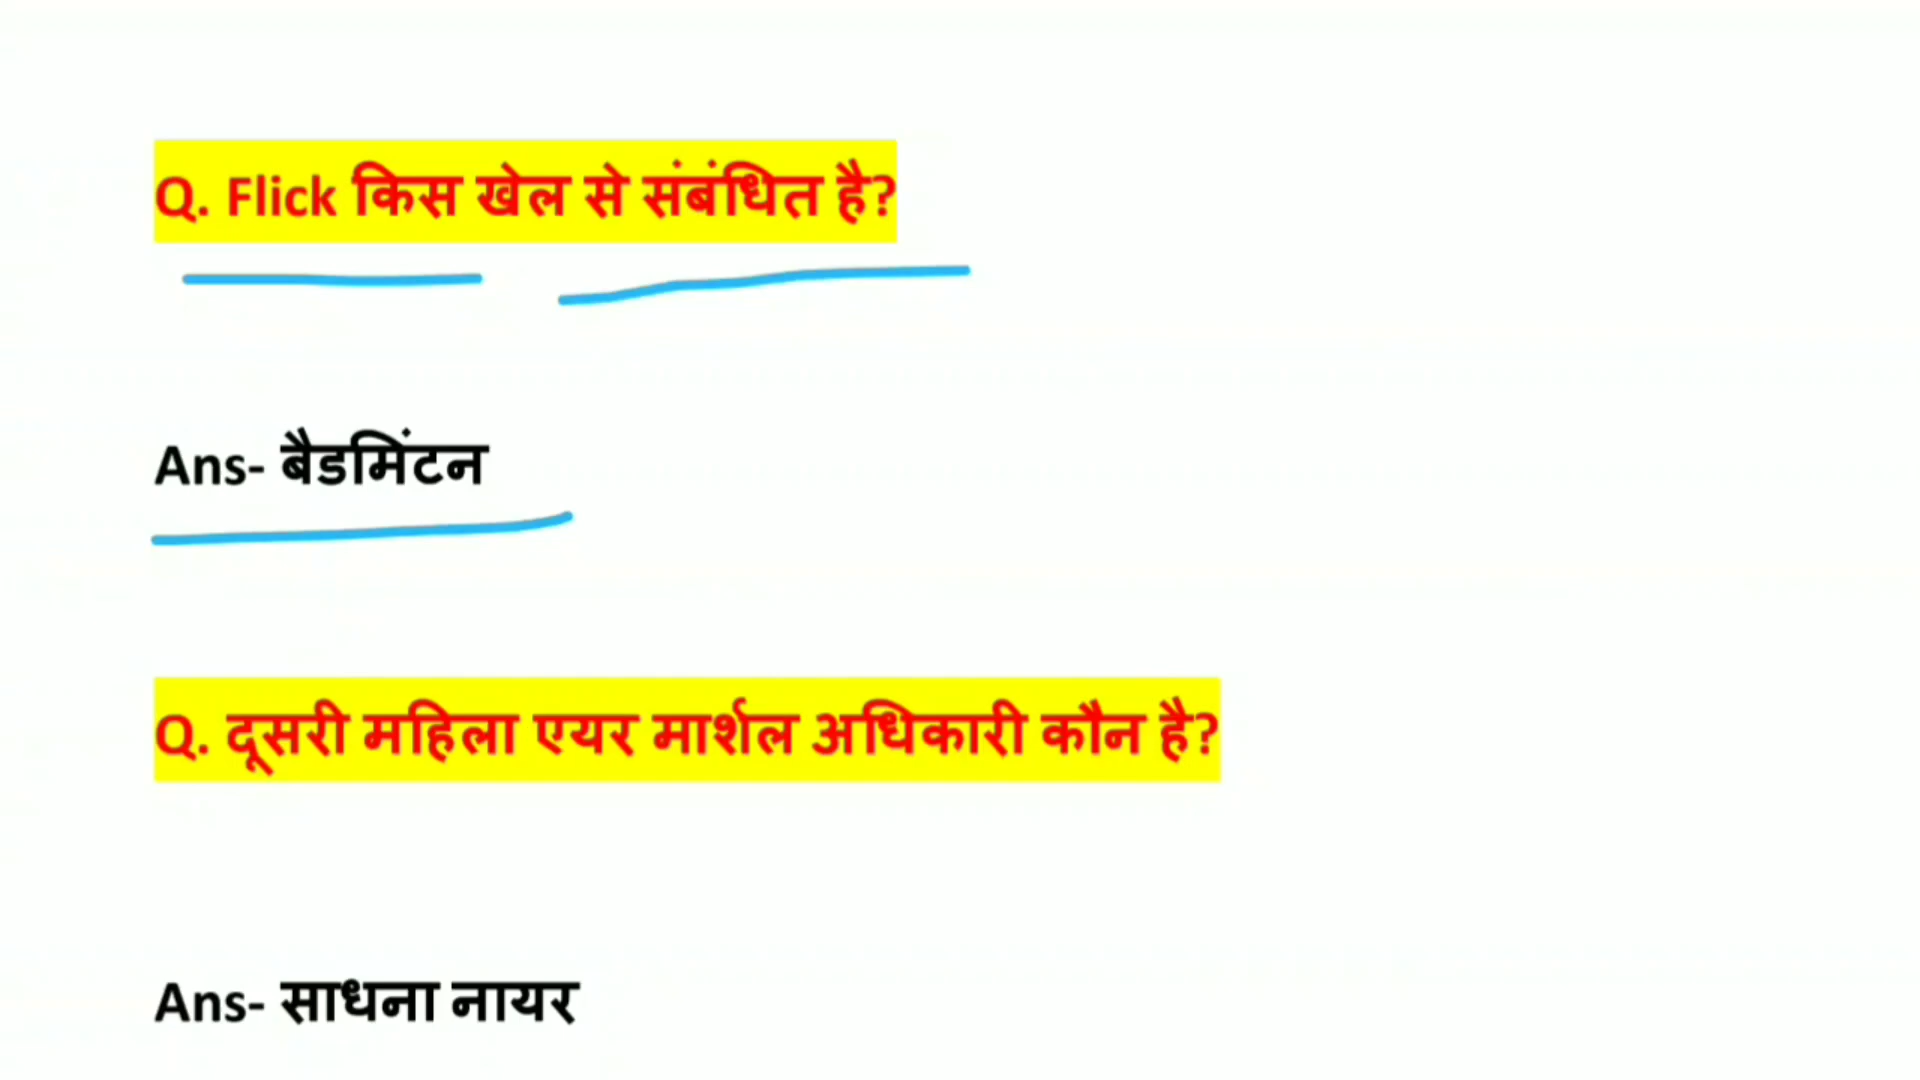 Q. Flick किस खेल से संबंधित है?
Ans- बैडमिंटन
Q. दूसरी महिला एयर मार्शल अधिकारी कौन है?
Ans- साधना नायर